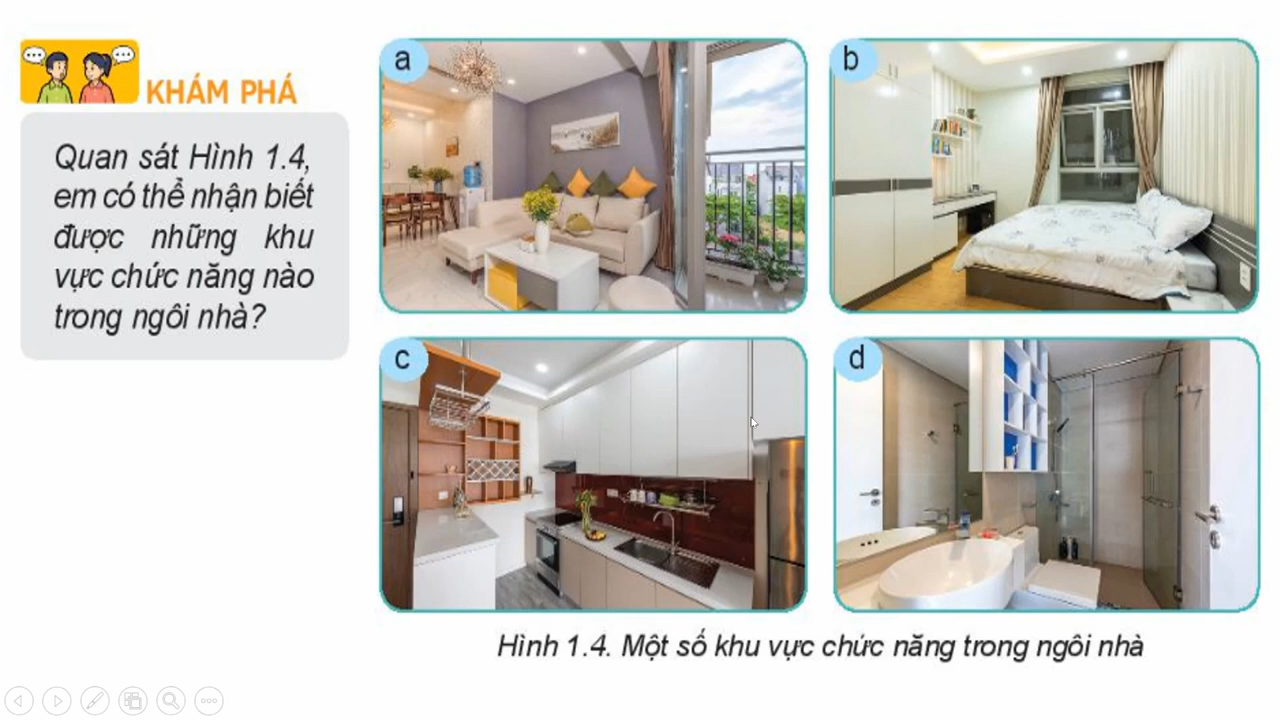 KHÁM PHÁ
Quan sát Hình 1.4,
em có thể nhận biết
được những khu
vực chức năng nào
trong ngôi nhà?
a
b
c
d
Hình 1.4. Một số khu vực chức năng trong ngôi nhà